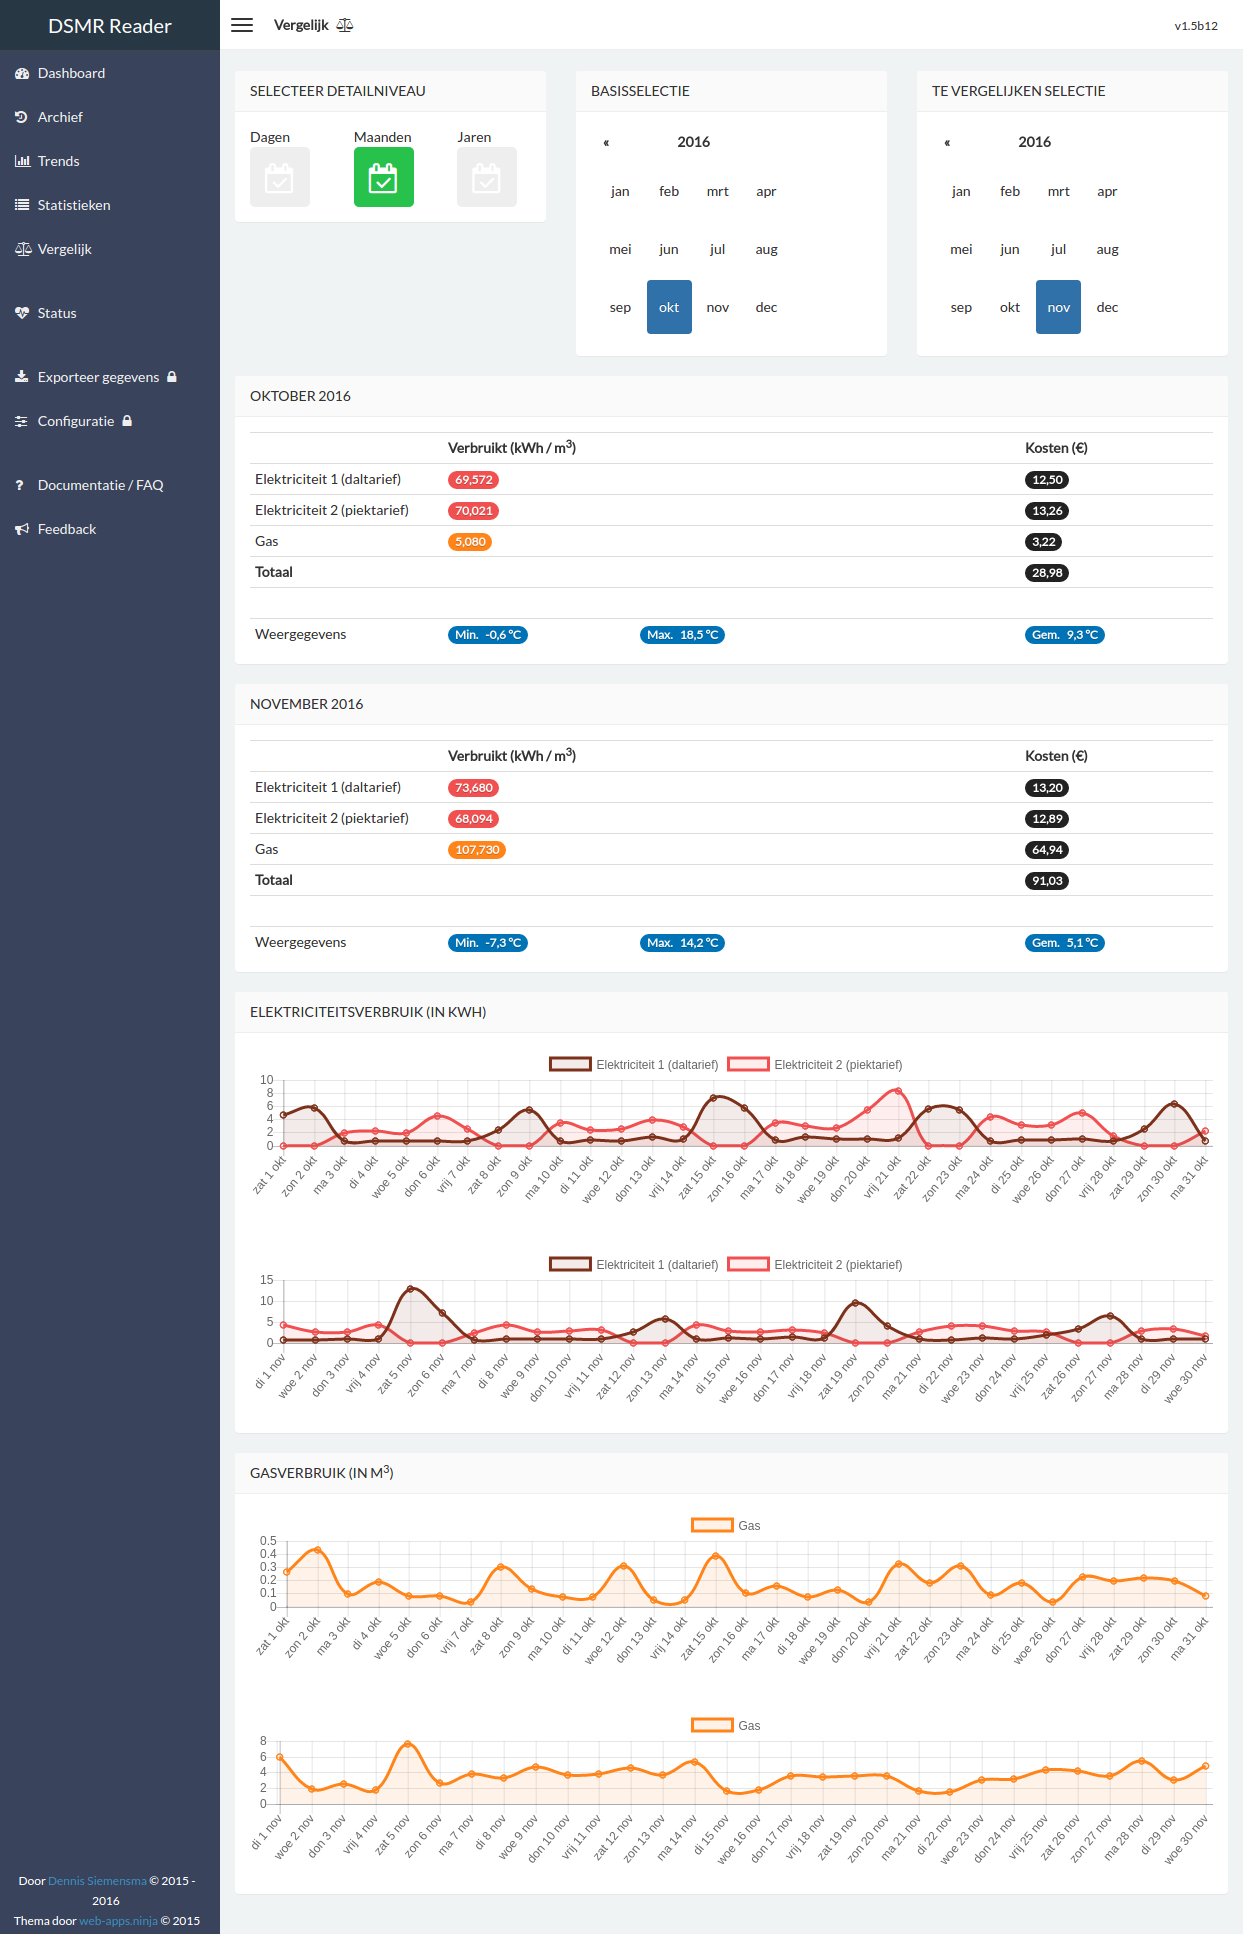 DSMR Reader
Vergelijk
v1.5b12
Dashboard
Archief
Trends
Statistieken
Vergelijk
Status
Exporteer gegevens
Configuratie
Documentatie / FAQ
Feedback
SELECTEER DETAILNIVEAU
Dagen Maanden Jaren
BASISSELECTIE
« 2016
jan feb mrt apr
mei jun jul aug
sep okt nov dec
TE VERGELIJKEN SELECTIE
« 2016
jan feb mrt apr
mei jun jul aug
sep okt nov dec
OKTOBER 2016
Verbruikt (kWh / m³) Kosten (€)
Elektriciteit 1 (daltarief) 69,572 12,50
Elektriciteit 2 (piektarief) 70,021 13,26
Gas 5,080 3,22
Totaal 28,98
Weergegevens Min. -0,6 °C Max. 18,5 °C Gem. 9,3 °C
NOVEMBER 2016
Verbruikt (kWh / m³) Kosten (€)
Elektriciteit 1 (daltarief) 73,680 13,20
Elektriciteit 2 (piektarief) 68,094 12,89
Gas 107,730 64,94
Totaal 91,03
Weergegevens Min. -7,3 °C Max. 14,2 °C Gem. 5,1 °C
ELEKTRICITEITSVERBRUIK (IN KWH)
Elektriciteit 1 (daltarief) Elektriciteit 2 (piektarief)
10
8
6
4
2
0
zat 1 okt zon 2 okt ma 3 okt di 4 okt woe 5 okt don 6 okt vrij 7 okt zat 8 okt zon 9 okt ma 10 okt di 11 okt woe 12 okt don 13 okt vrij 14 okt zat 15 okt zon 16 okt ma 17 okt di 18 okt woe 19 okt don 20 okt vrij 21 okt zat 22 okt zon 23 okt ma 24 okt di 25 okt woe 26 okt don 27 okt vrij 28 okt zat 29 okt zon 30 okt ma 31 okt
Elektriciteit 1 (daltarief) Elektriciteit 2 (piektarief)
15
10
5
0
di 1 nov woe 2 nov don 3 nov vrij 4 nov zat 5 nov zon 6 nov ma 7 nov di 8 nov woe 9 nov don 10 nov vrij 11 nov zat 12 nov zon 13 nov ma 14 nov di 15 nov woe 16 nov don 17 nov vrij 18 nov zat 19 nov zon 20 nov ma 21 nov di 22 nov woe 23 nov don 24 nov vrij 25 nov zat 26 nov zon 27 nov ma 28 nov di 29 nov woe 30 nov
GASVERBRUIK (IN M³)
Gas
0.5
0.4
0.3
0.2
0.1
0
zat 1 okt zon 2 okt ma 3 okt di 4 okt woe 5 okt don 6 okt vrij 7 okt zat 8 okt zon 9 okt ma 10 okt di 11 okt woe 12 okt don 13 okt vrij 14 okt zat 15 okt zon 16 okt ma 17 okt di 18 okt woe 19 okt don 20 okt vrij 21 okt zat 22 okt zon 23 okt ma 24 okt di 25 okt woe 26 okt don 27 okt vrij 28 okt zat 29 okt zon 30 okt ma 31 okt
Gas
8
6
4
2
0
di 1 nov woe 2 nov don 3 nov vrij 4 nov zat 5 nov zon 6 nov ma 7 nov di 8 nov woe 9 nov don 10 nov vrij 11 nov zat 12 nov zon 13 nov ma 14 nov di 15 nov woe 16 nov don 17 nov vrij 18 nov zat 19 nov zon 20 nov ma 21 nov di 22 nov woe 23 nov don 24 nov vrij 25 nov zat 26 nov zon 27 nov ma 28 nov di 29 nov woe 30 nov
Door Dennis Siemensma © 2015 -
2016
Thema door web-apps.ninja © 2015